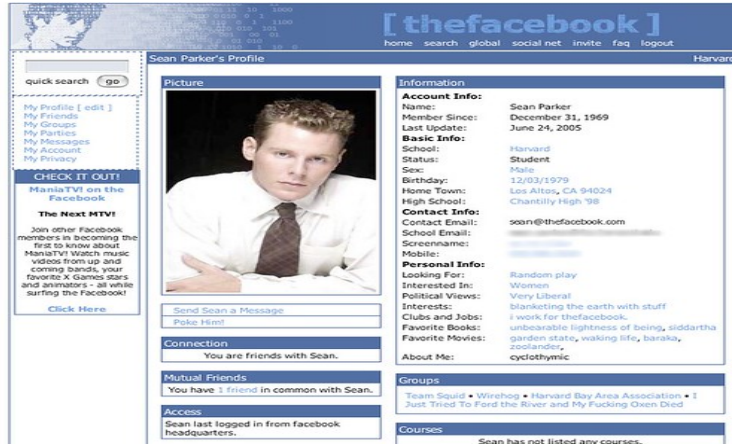 [ thefacebook ]
home search global social net invite faq logout
Sean Parker's Profile
Harvard
quick search go
My Profile [ edit ]
My Friends
My Groups
My Parties
My Messages
My Account
My Privacy
CHECK IT OUT!
ManiaTV! on the
Facebook
The Next MTV!
Join other Facebook
members in becoming the
first to know about
ManiaTV! Watch music
videos from up and
coming bands, your
favorite X Games stars
and animators - all while
surfing the Facebook!
Click Here
Picture
Send Sean a Message
Poke Him!
Connection
You are friends with Sean.
Mutual Friends
You have 1 friend in common with Sean.
Access
Sean last logged in from facebook
headquarters.
Information
Account Info:
Name: Sean Parker
Member Since: December 31, 1969
Last Update: June 24, 2005
Basic Info:
School: Harvard
Status: Student
Sex: Male
Birthday: 12/03/1979
Home Town: Los Altos, CA 94024
High School: Chantilly High '98
Contact Info:
Contact Email: sean@thefacebook.com
School Email:
Screenname:
Mobile:
Personal Info:
Looking For: Random play
Interested In: Women
Political Views: Very Liberal
Interests: blanketing the earth with stuff
Clubs and Jobs: i work for thefacebook.
Favorite Books: unbearable lightness of being, siddartha
Favorite Movies: garden state, waking life, baraka,
zoolander,
About Me: cyclothymic
Groups
Team Squid • Wirehog • Harvard Bay Area Association • I
Just Tried To Ford the River and My Fucking Oxen Died
Courses
Sean has not listed any courses.